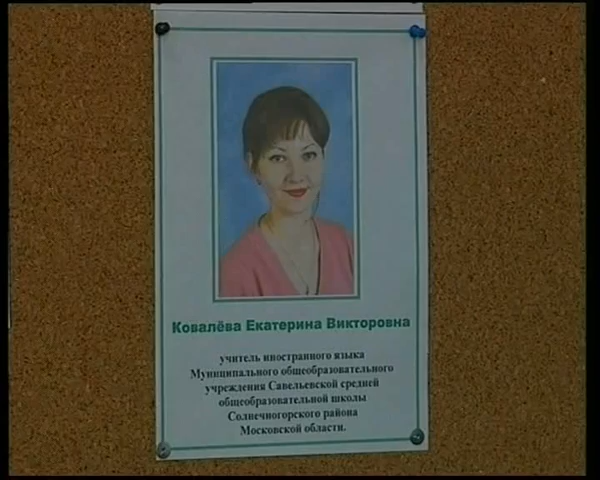 Ковалёва Екатерина Викторовна
учитель иностранного языка
Муниципального общеобразовательного
учреждения Савельевской средней
общеобразовательной школы
Солнечногорского района
Московской области.